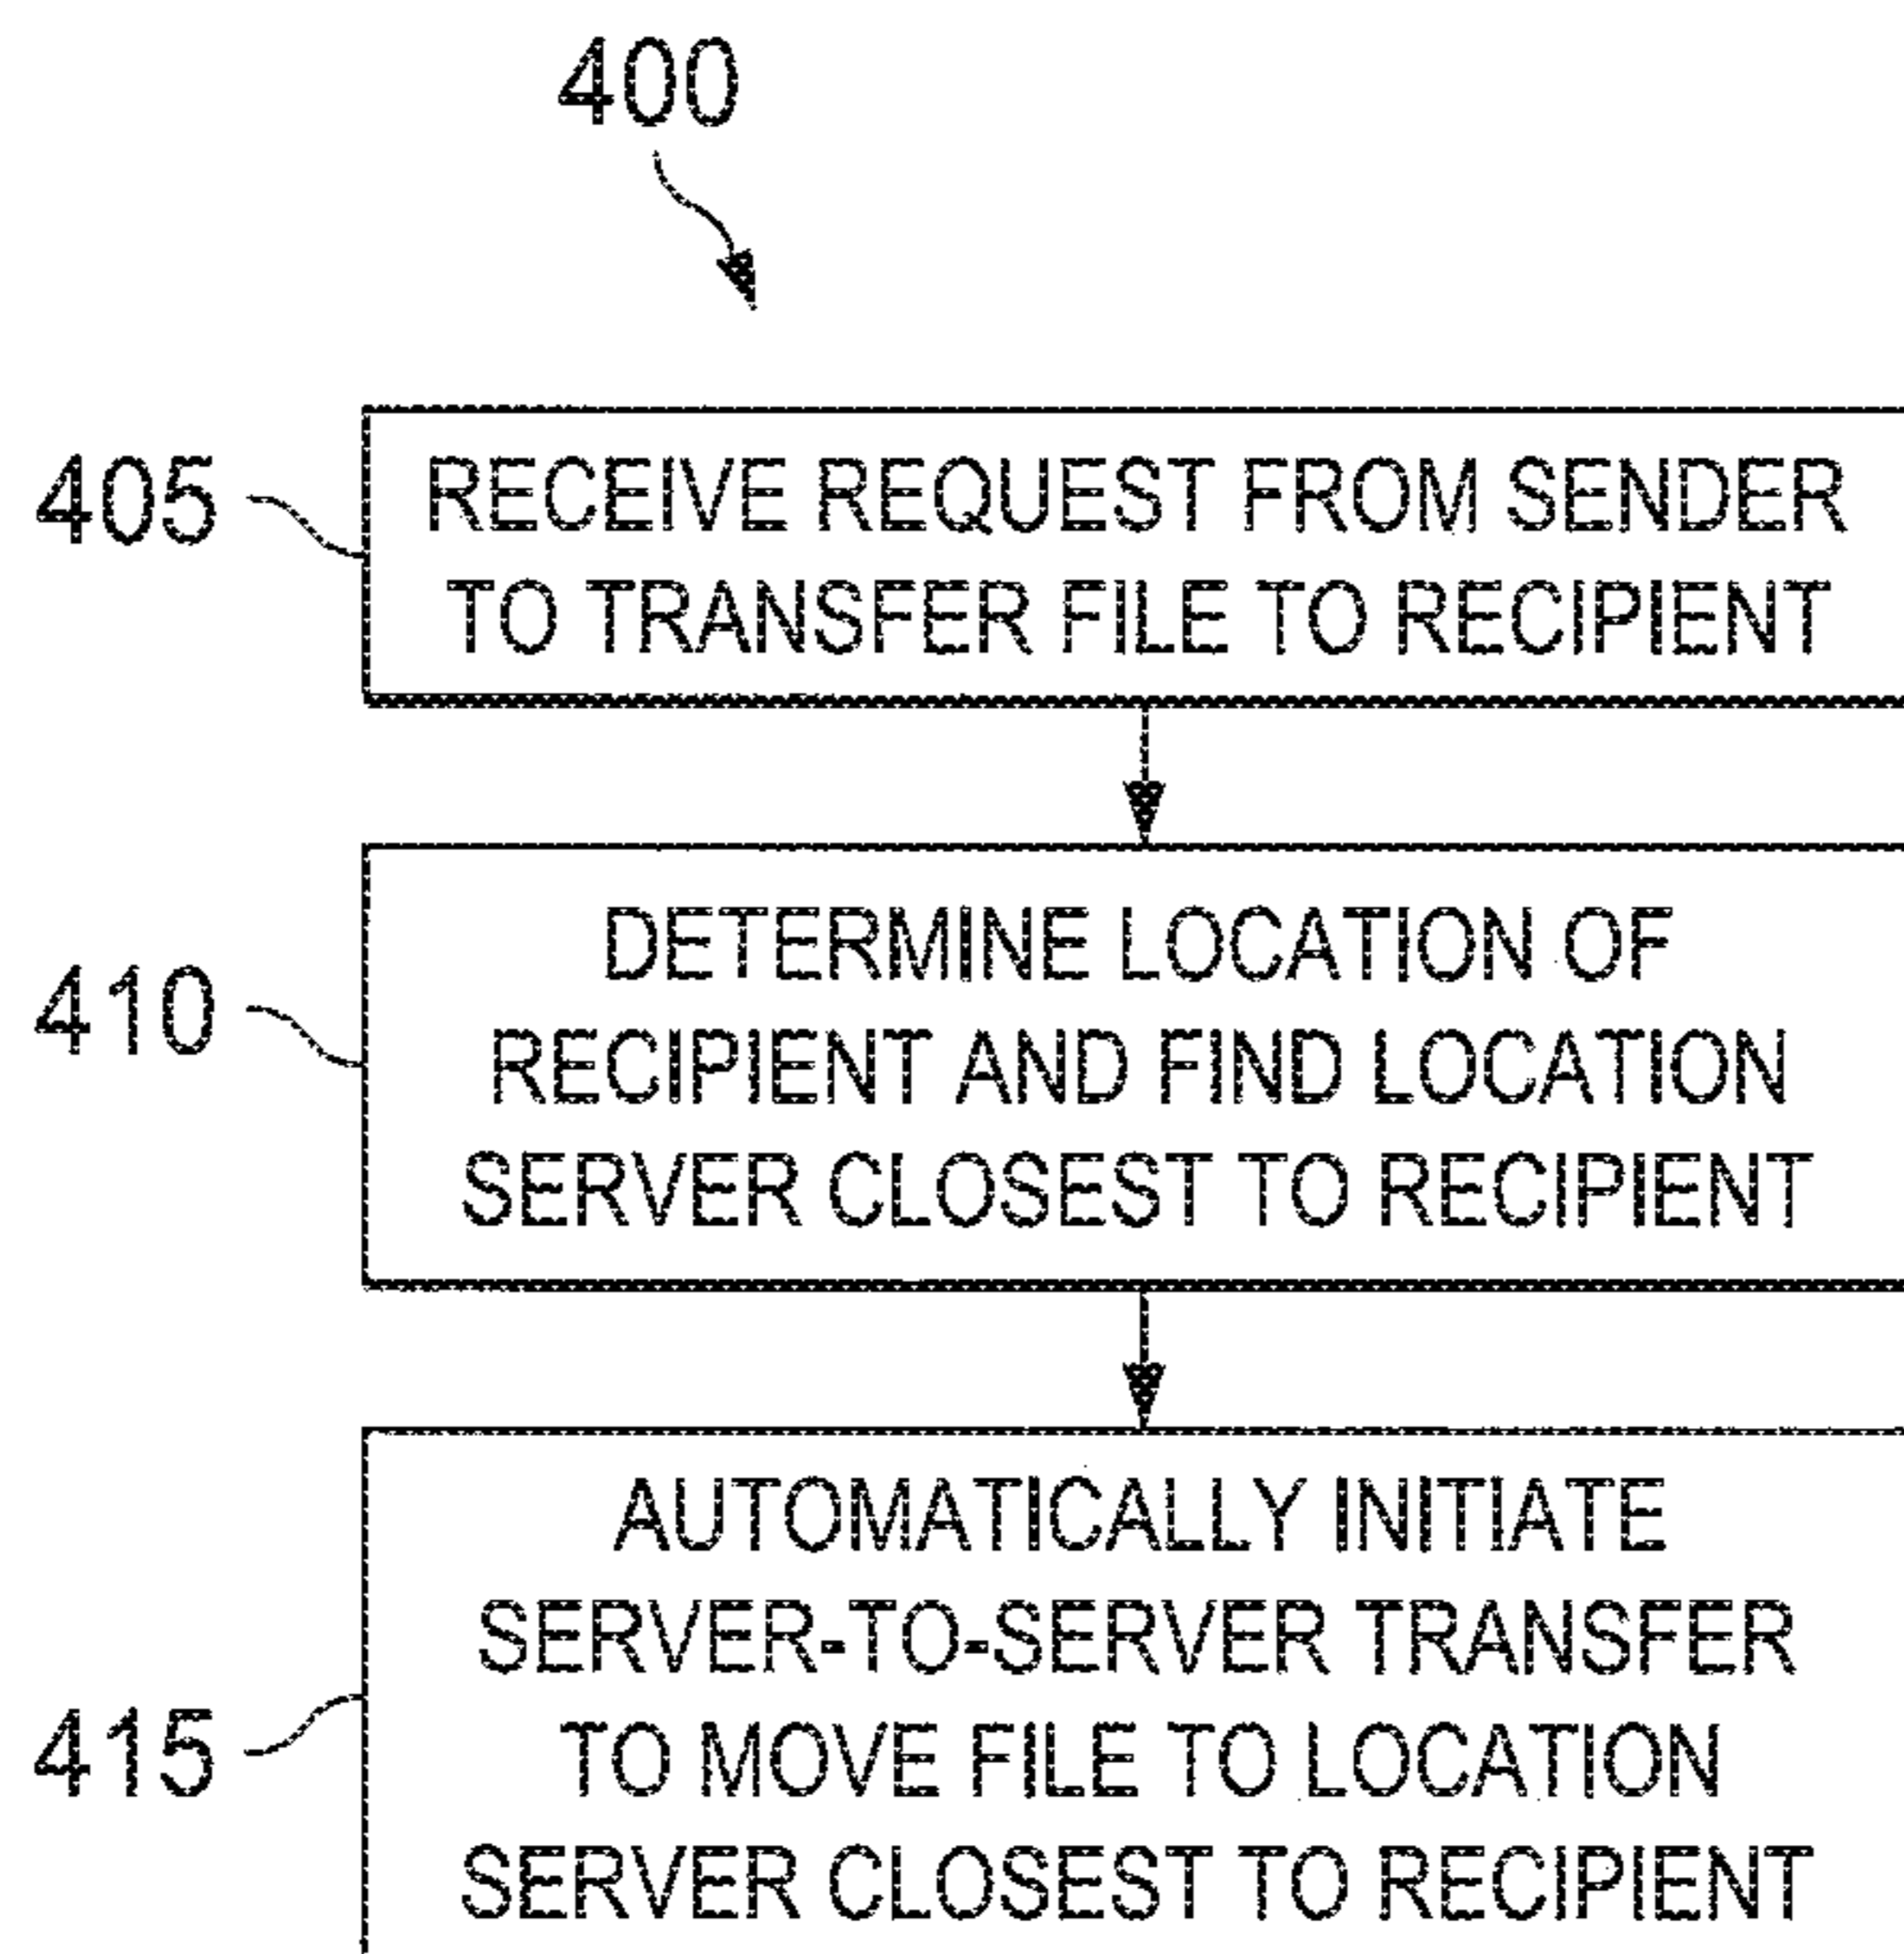 400
405
RECEIVE REQUEST FROM SENDER
TO TRANSFER FILE TO RECIPIENT
410
DETERMINE LOCATION OF
RECIPIENT AND FIND LOCATION
SERVER CLOSEST TO RECIPIENT
415
AUTOMATICALLY INITIATE
SERVER-TO-SERVER TRANSFER
TO MOVE FILE TO LOCATION
SERVER CLOSEST TO RECIPIENT